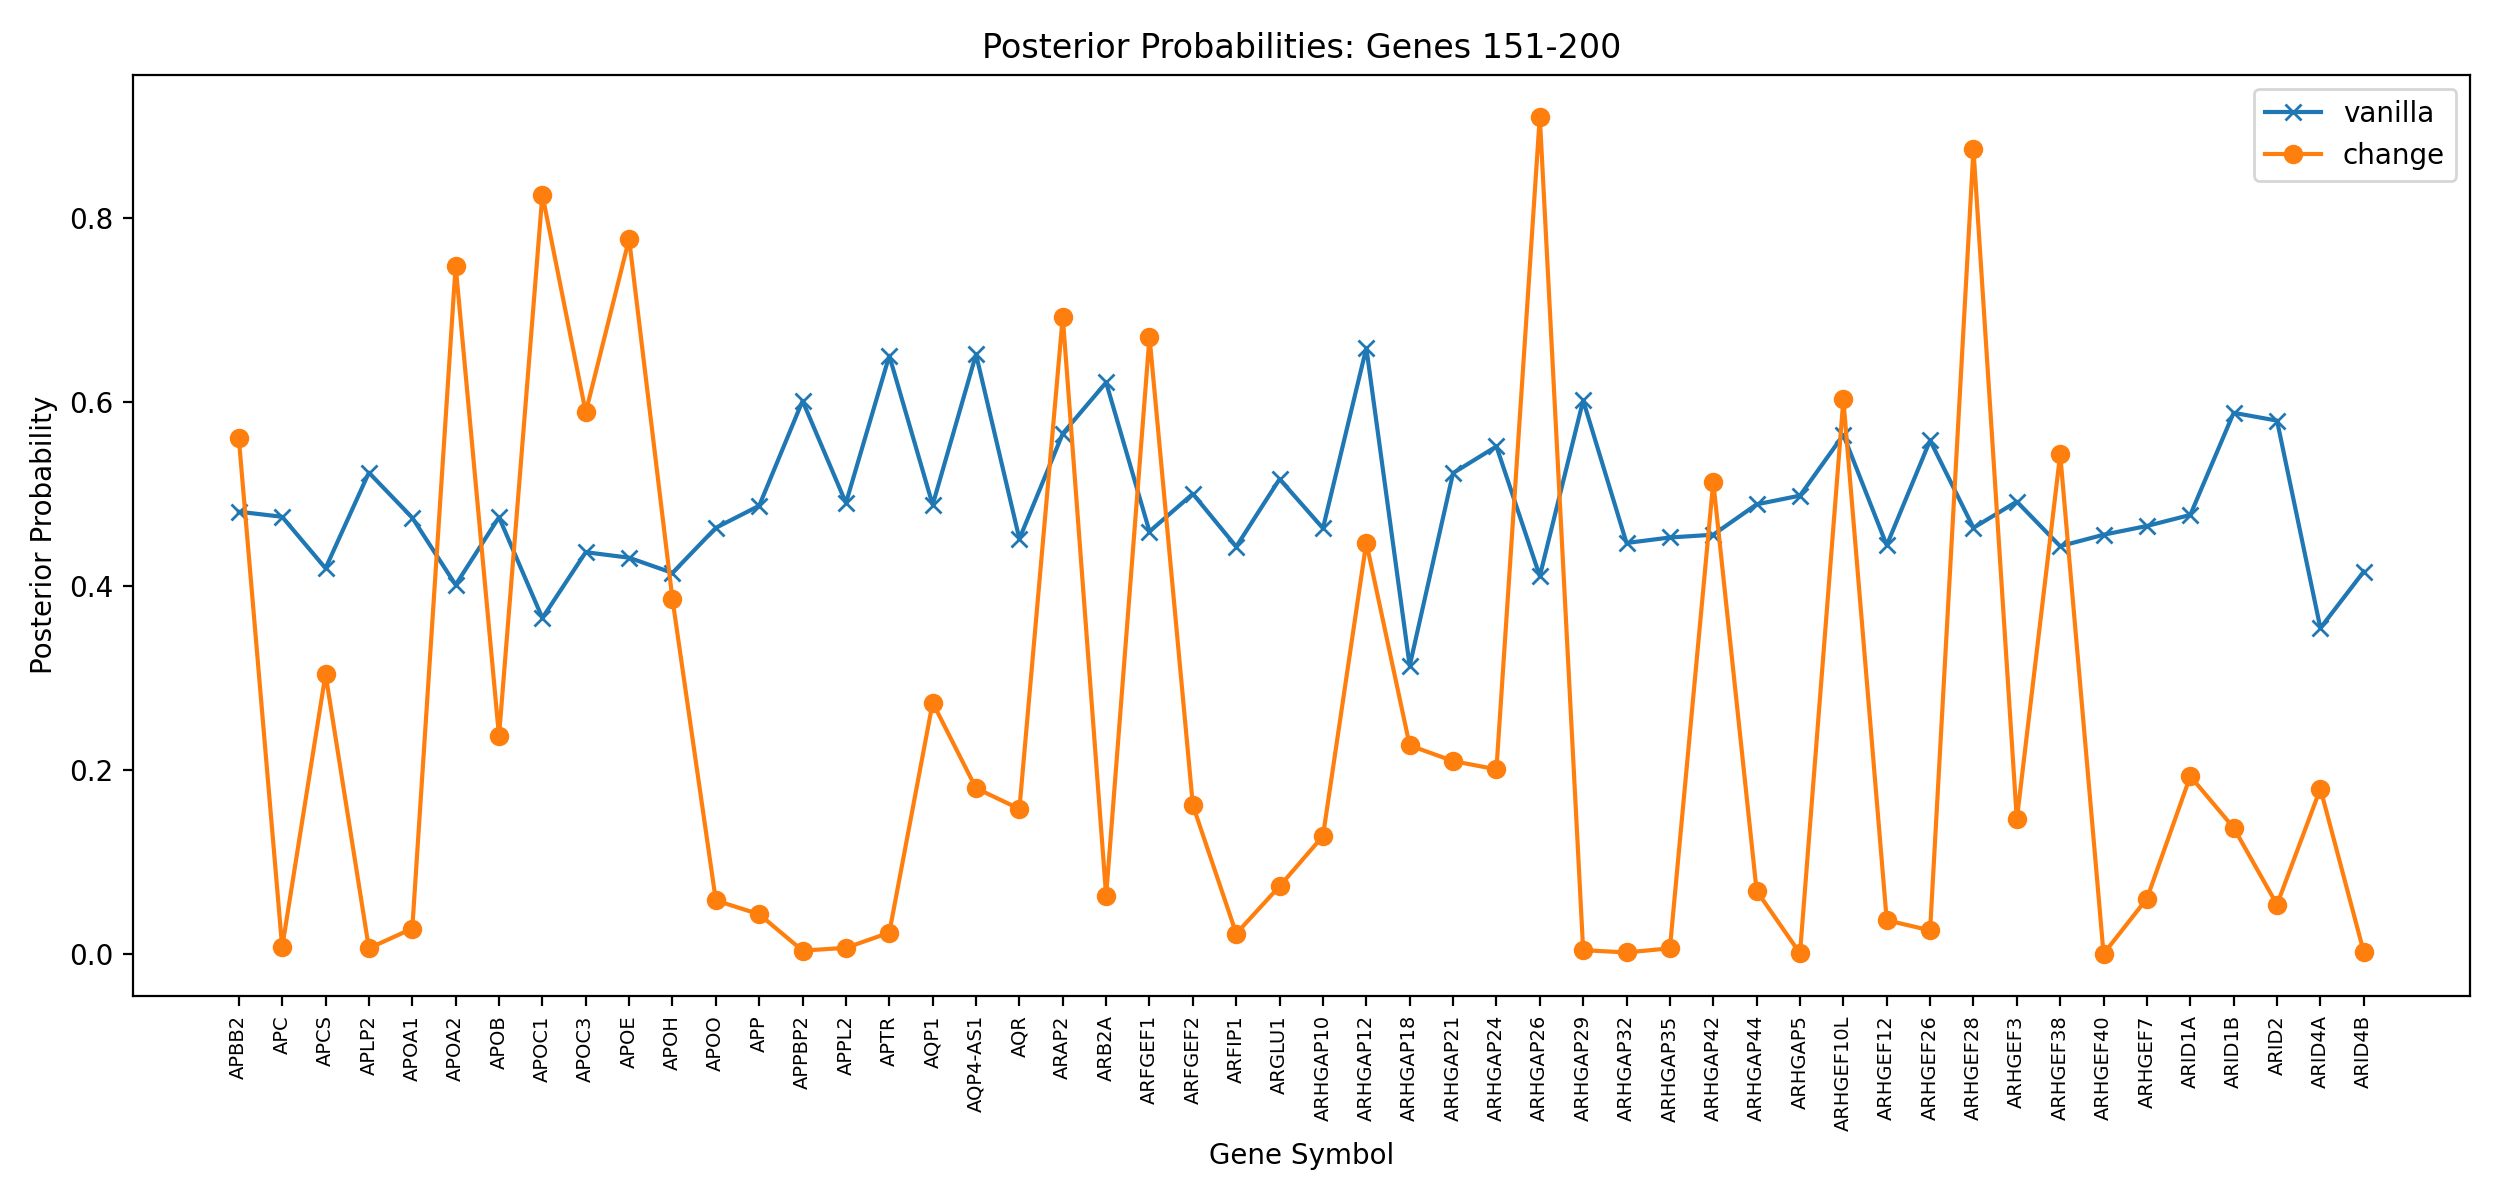 Posterior Probabilities: Genes 151-200
vanilla
change
Posterior Probability
0.8
0.6
0.4
0.2
0.0
APBB2
APC
APCS
APLP2
APOA1
APOA2
APOB
APOC1
APOC3
APOE
APOH
APOO
APP
APPBP2
APPL2
APTR
AQP1
AQP4-AS1
AQR
ARAP2
ARB2A
ARFGEF1
ARFGEF2
ARFIP1
ARGLU1
ARHGAP10
ARHGAP12
ARHGAP18
ARHGAP21
ARHGAP24
ARHGAP26
ARHGAP29
ARHGAP32
ARHGAP35
ARHGAP42
ARHGAP44
ARHGAP5
ARHGEF10L
ARHGEF12
ARHGEF26
ARHGEF28
ARHGEF3
ARHGEF38
ARHGEF40
ARHGEF7
ARID1A
ARID1B
ARID2
ARID4A
ARID4B
Gene Symbol